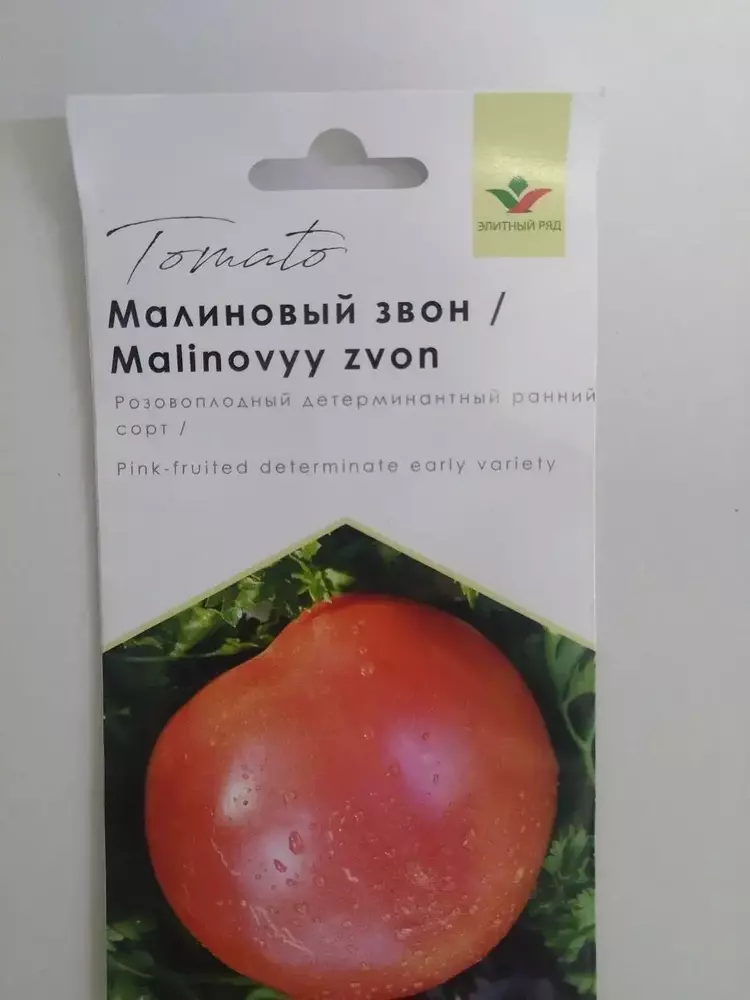 ЭЛИТНЫЙ РЯД
Tomato
Малиновый звон /
Malinovyy zvon
Розовоплодный детерминантный ранний
сорт /
Pink-fruited determinate early variety